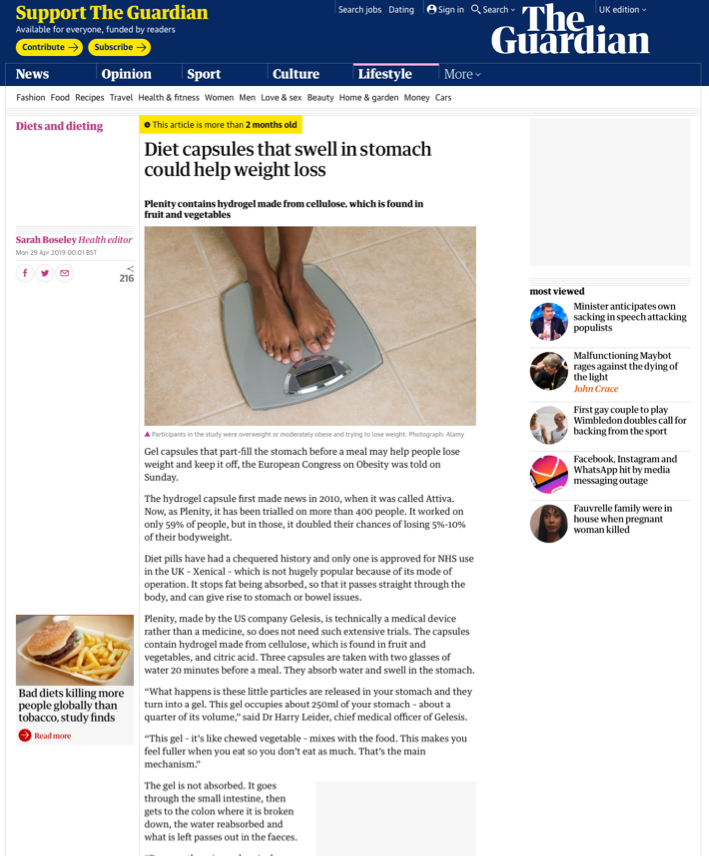 Support The Guardian
Available for everyone, funded by readers
Contribute →
Subscribe →
Search jobs
Dating
Sign in
Search
UK edition
The
Guardian
News
Opinion
Sport
Culture
Lifestyle
More
Fashion Food Recipes Travel Health & fitness Women Men Love & sex Beauty Home & garden Money Cars
Diets and dieting
This article is more than 2 months old
Diet capsules that swell in stomach
could help weight loss
Plenity contains hydrogel made from cellulose, which is found in
fruit and vegetables
Sarah Boseley Health editor
Mon 29 Apr 2019 00.01 BST
216
Participants in the study were overweight or moderately obese and trying to lose weight. Photograph: Alamy
Gel capsules that part-fill the stomach before a meal may help people lose
weight and keep it off, the European Congress on Obesity was told on
Sunday.
The hydrogel capsule first made news in 2010, when it was called Attiva.
Now, as Plenity, it has been trialled on more than 400 people. It worked on
only 59% of people, but in those, it doubled their chances of losing 5%-10%
of their bodyweight.
Diet pills have had a chequered history and only one is approved for NHS use
in the UK – Xenical – which is not hugely popular because of its mode of
operation. It stops fat being absorbed, so that it passes straight through the
body, and can give rise to stomach or bowel issues.
Plenity, made by the US company Gelesis, is technically a medical device
rather than a medicine, so does not need such extensive trials. The capsules
contain hydrogel made from cellulose, which is found in fruit and
vegetables, and citric acid. Three capsules are taken with two glasses of
water 20 minutes before a meal. They absorb water and swell in the stomach.
“What happens is these little particles are released in your stomach and they
turn into a gel. This gel occupies about 250ml of your stomach – about a
quarter of its volume,” said Dr Harry Leider, chief medical officer of Gelesis.
“This gel – it’s like chewed vegetable – mixes with the food. This makes you
feel fuller when you eat so you don’t eat as much. That’s the main
mechanism.”
The gel is not absorbed. It goes
through the small intestine, then
gets to the colon where it is broken
down, the water reabsorbed and
what is left passes out in the faeces.
Bad diets killing more
people globally than
tobacco, study finds
Read more
most viewed
Minister anticipates own
sacking in speech attacking
populists
Malfunctioning Maybot
rages against the dying of
the light
John Crace
First gay couple to play
Wimbledon doubles call for
backing from the sport
Facebook, Instagram and
WhatsApp hit by media
messaging outage
Fauvrelle family were in
house when pregnant
woman killed